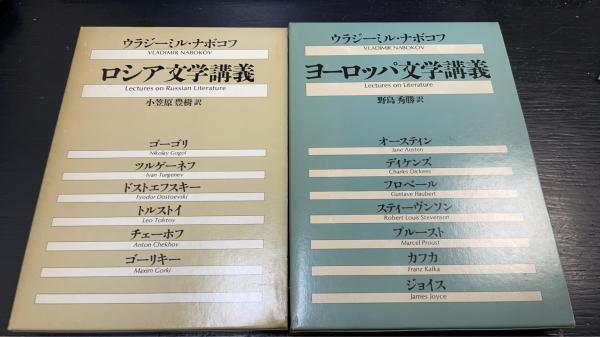 ウラジーミル・ナボコフ
VLADIMIR NABOKOV
ロシア文学講義
Lectures on Russian Literature
小笠原 豊樹 訳
ゴーゴリ
Nikolay Gogol
ツルゲーネフ
Ivan Turgenev
ドストエフスキー
Fyodor Dostoevski
トルストイ
Leo Tolstoy
チェーホフ
Anton Chekhov
ゴーリキー
Maxim Gorki
ウラジーミル・ナボコフ
VLADIMIR NABOKOV
ヨーロッパ文学講義
Lectures on Literature
野島 秀勝 訳
オースティン
Jane Austen
ディケンズ
Charles Dickens
フロベール
Gustave Flaubert
スティーヴンソン
Robert Louis Stevenson
プルースト
Marcel Proust
カフカ
Franz Kafka
ジョイス
James Joyce